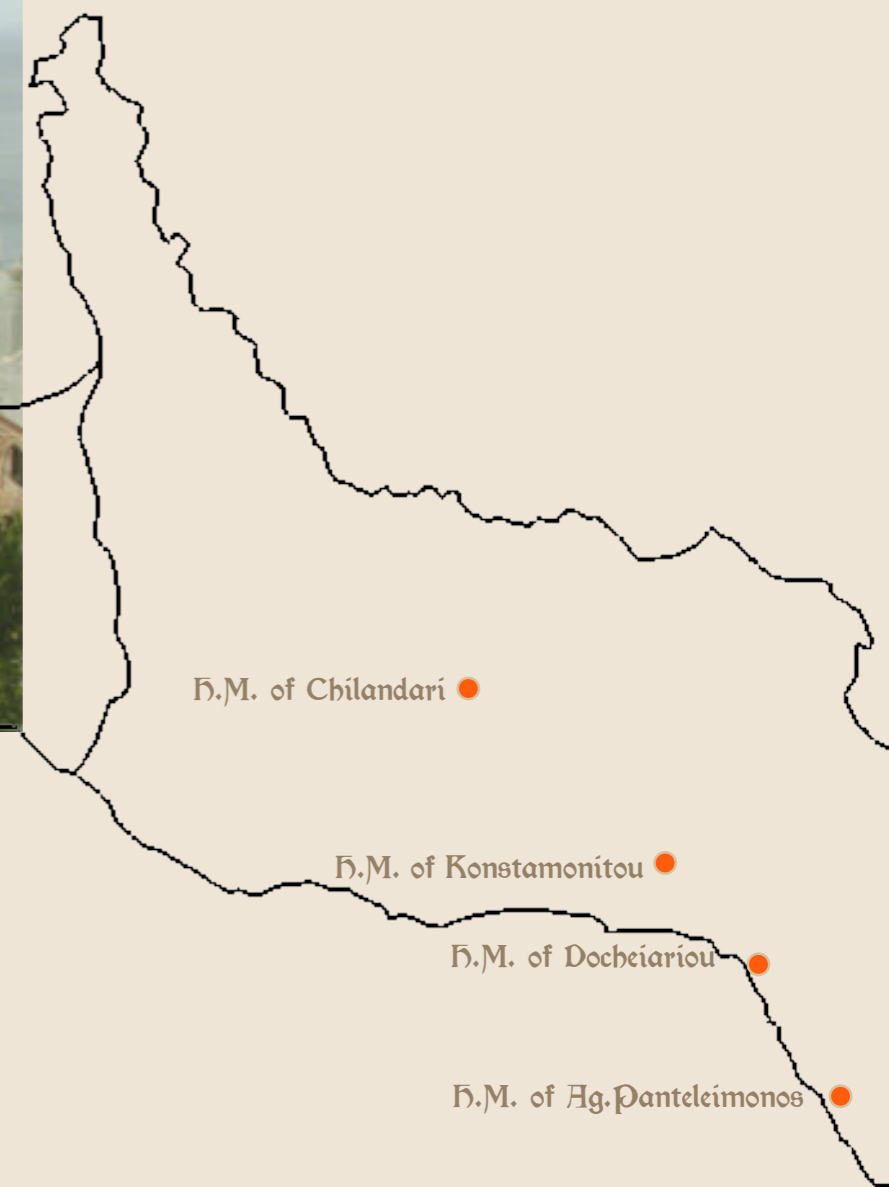 H.M. of Chilandari
H.M. of Konstamonitou
H.M. of Docheiariou
H.M. of Ag.Panteleimonos